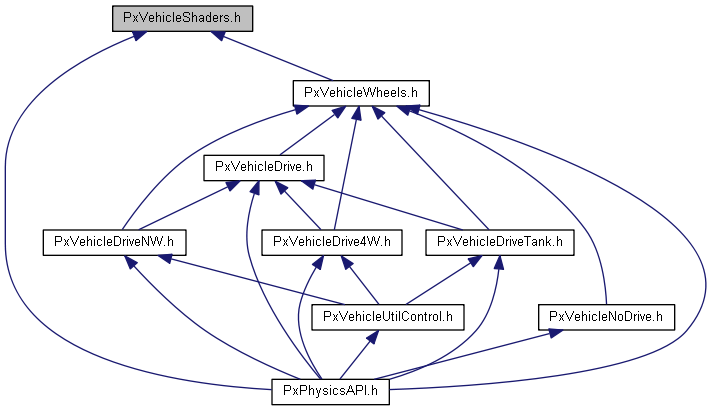 PxVehicleShaders.h
PxVehicleWheels.h
PxVehicleDrive.h
PxVehicleDriveNW.h
PxVehicleDrive4W.h
PxVehicleDriveTank.h
PxVehicleUtilControl.h
PxVehicleNoDrive.h
PxPhysicsAPI.h